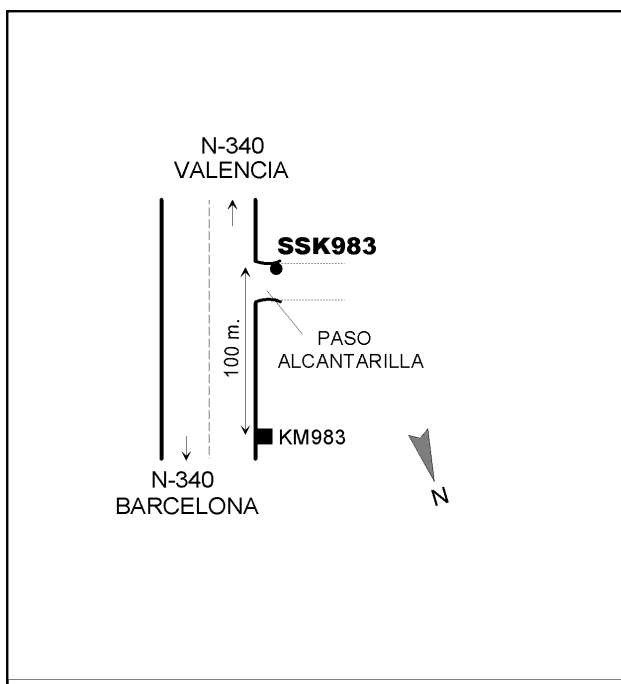 N-340
VALENCIA
SSK983
100 m.
PASO
ALCANTARILLA
KM983
N-340
BARCELONA
N